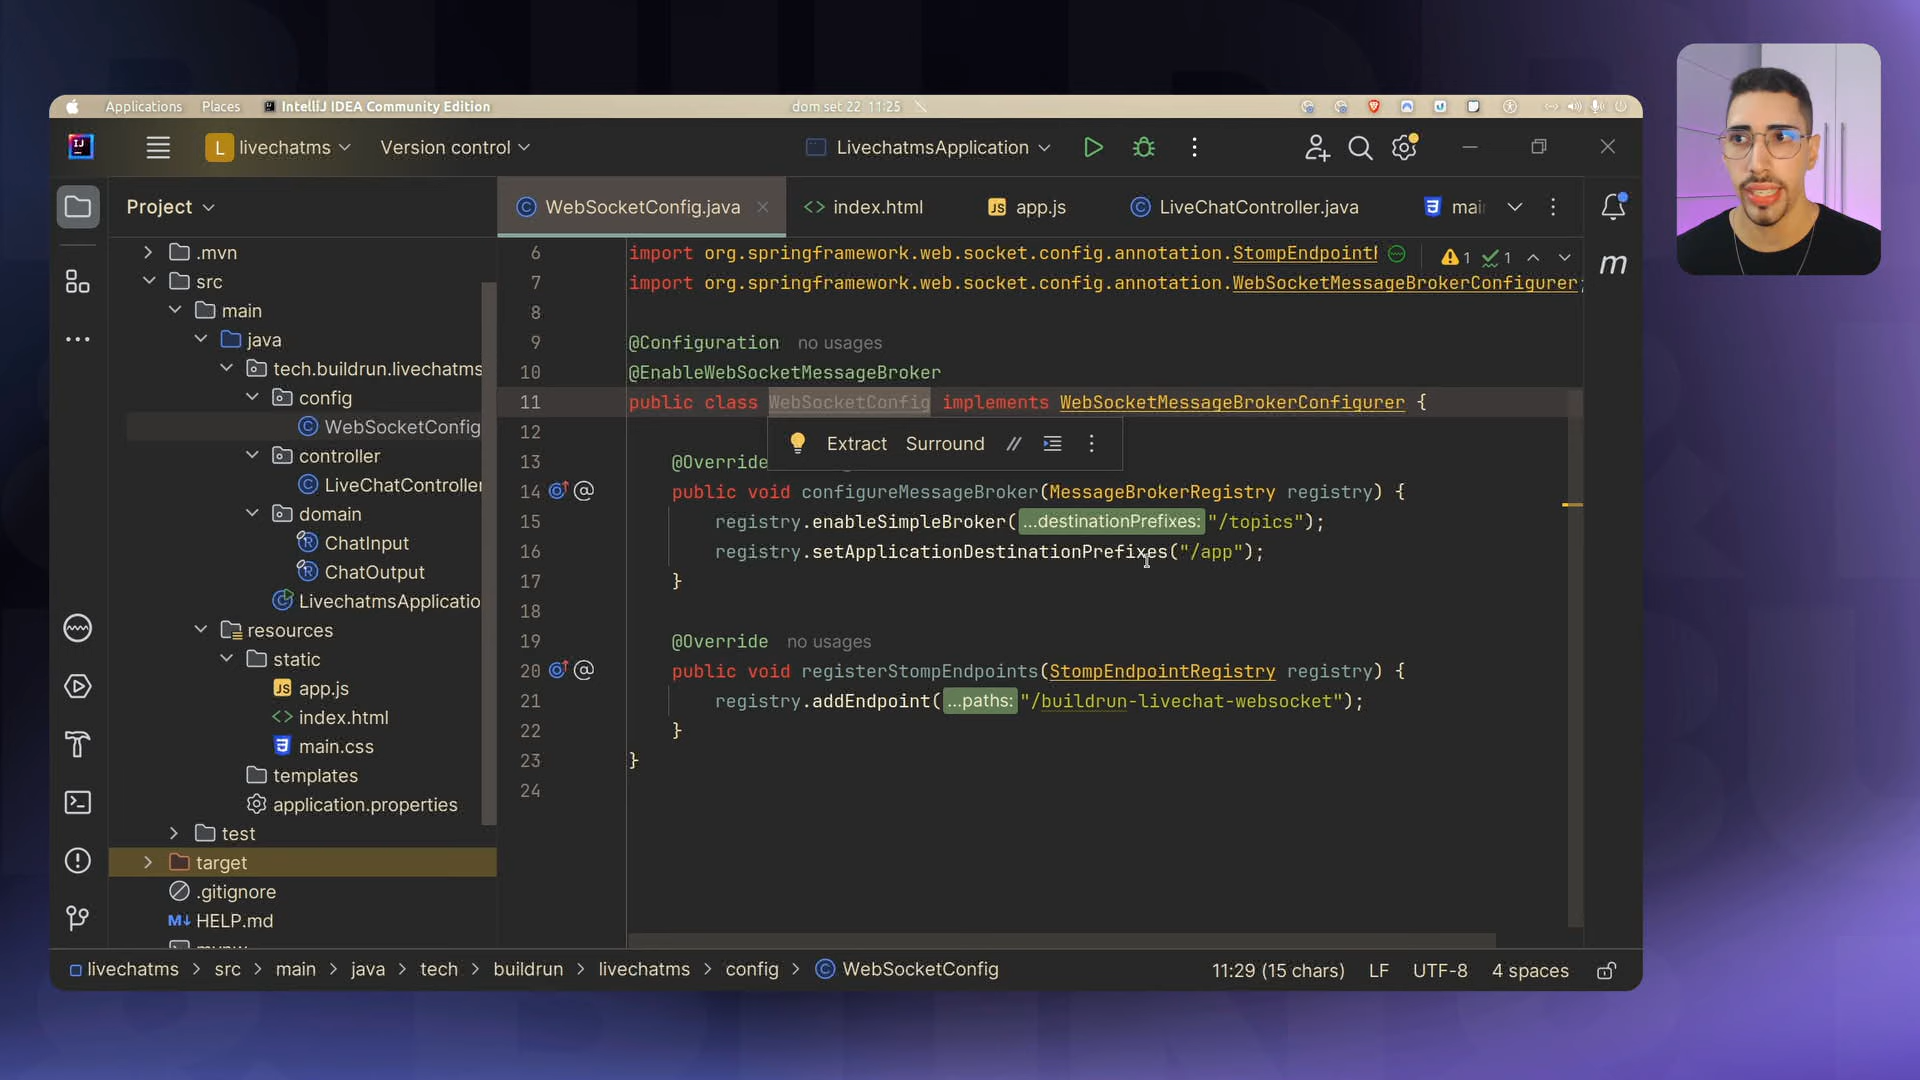 Applications Places IntelliJ IDEA Community Edition dom set 22 11:25
IJ L livechatms Version control LivechatmsApplication
Project
WebSocketConfig.java
<> index.html
JS app.js
LiveChatController.java
mai
m
.mvn
src
main
java
tech.buildrun.livechatms
config
WebSocketConfig
controller
LiveChatController
domain
ChatInput
ChatOutput
LivechatmsApplicatio
resources
static
JS app.js
<> index.html
main.css
templates
application.properties
test
target
.gitignore
M↓ HELP.md
6 import org.springframework.web.socket.config.annotation.StompEndpoint
1 1
7 import org.springframework.web.socket.config.annotation.WebSocketMessageBrokerConfigurer;
8
9 @Configuration no usages
10 @EnableWebSocketMessageBroker
11 public class WebSocketConfig implements WebSocketMessageBrokerConfigurer {
12
Extract Surround //
13 @Override
14 @ public void configureMessageBroker(MessageBrokerRegistry registry) {
15 registry.enableSimpleBroker( ...destinationPrefixes: "/topics");
16 registry.setApplicationDestinationPrefixes("/app");
17 }
18
19 @Override no usages
20 @ public void registerStompEndpoints(StompEndpointRegistry registry) {
21 registry.addEndpoint( ...paths: "/buildrun-livechat-websocket");
22 }
23 }
24
livechatms > src > main > java > tech > buildrun > livechatms > config > WebSocketConfig
11:29 (15 chars) LF UTF-8 4 spaces